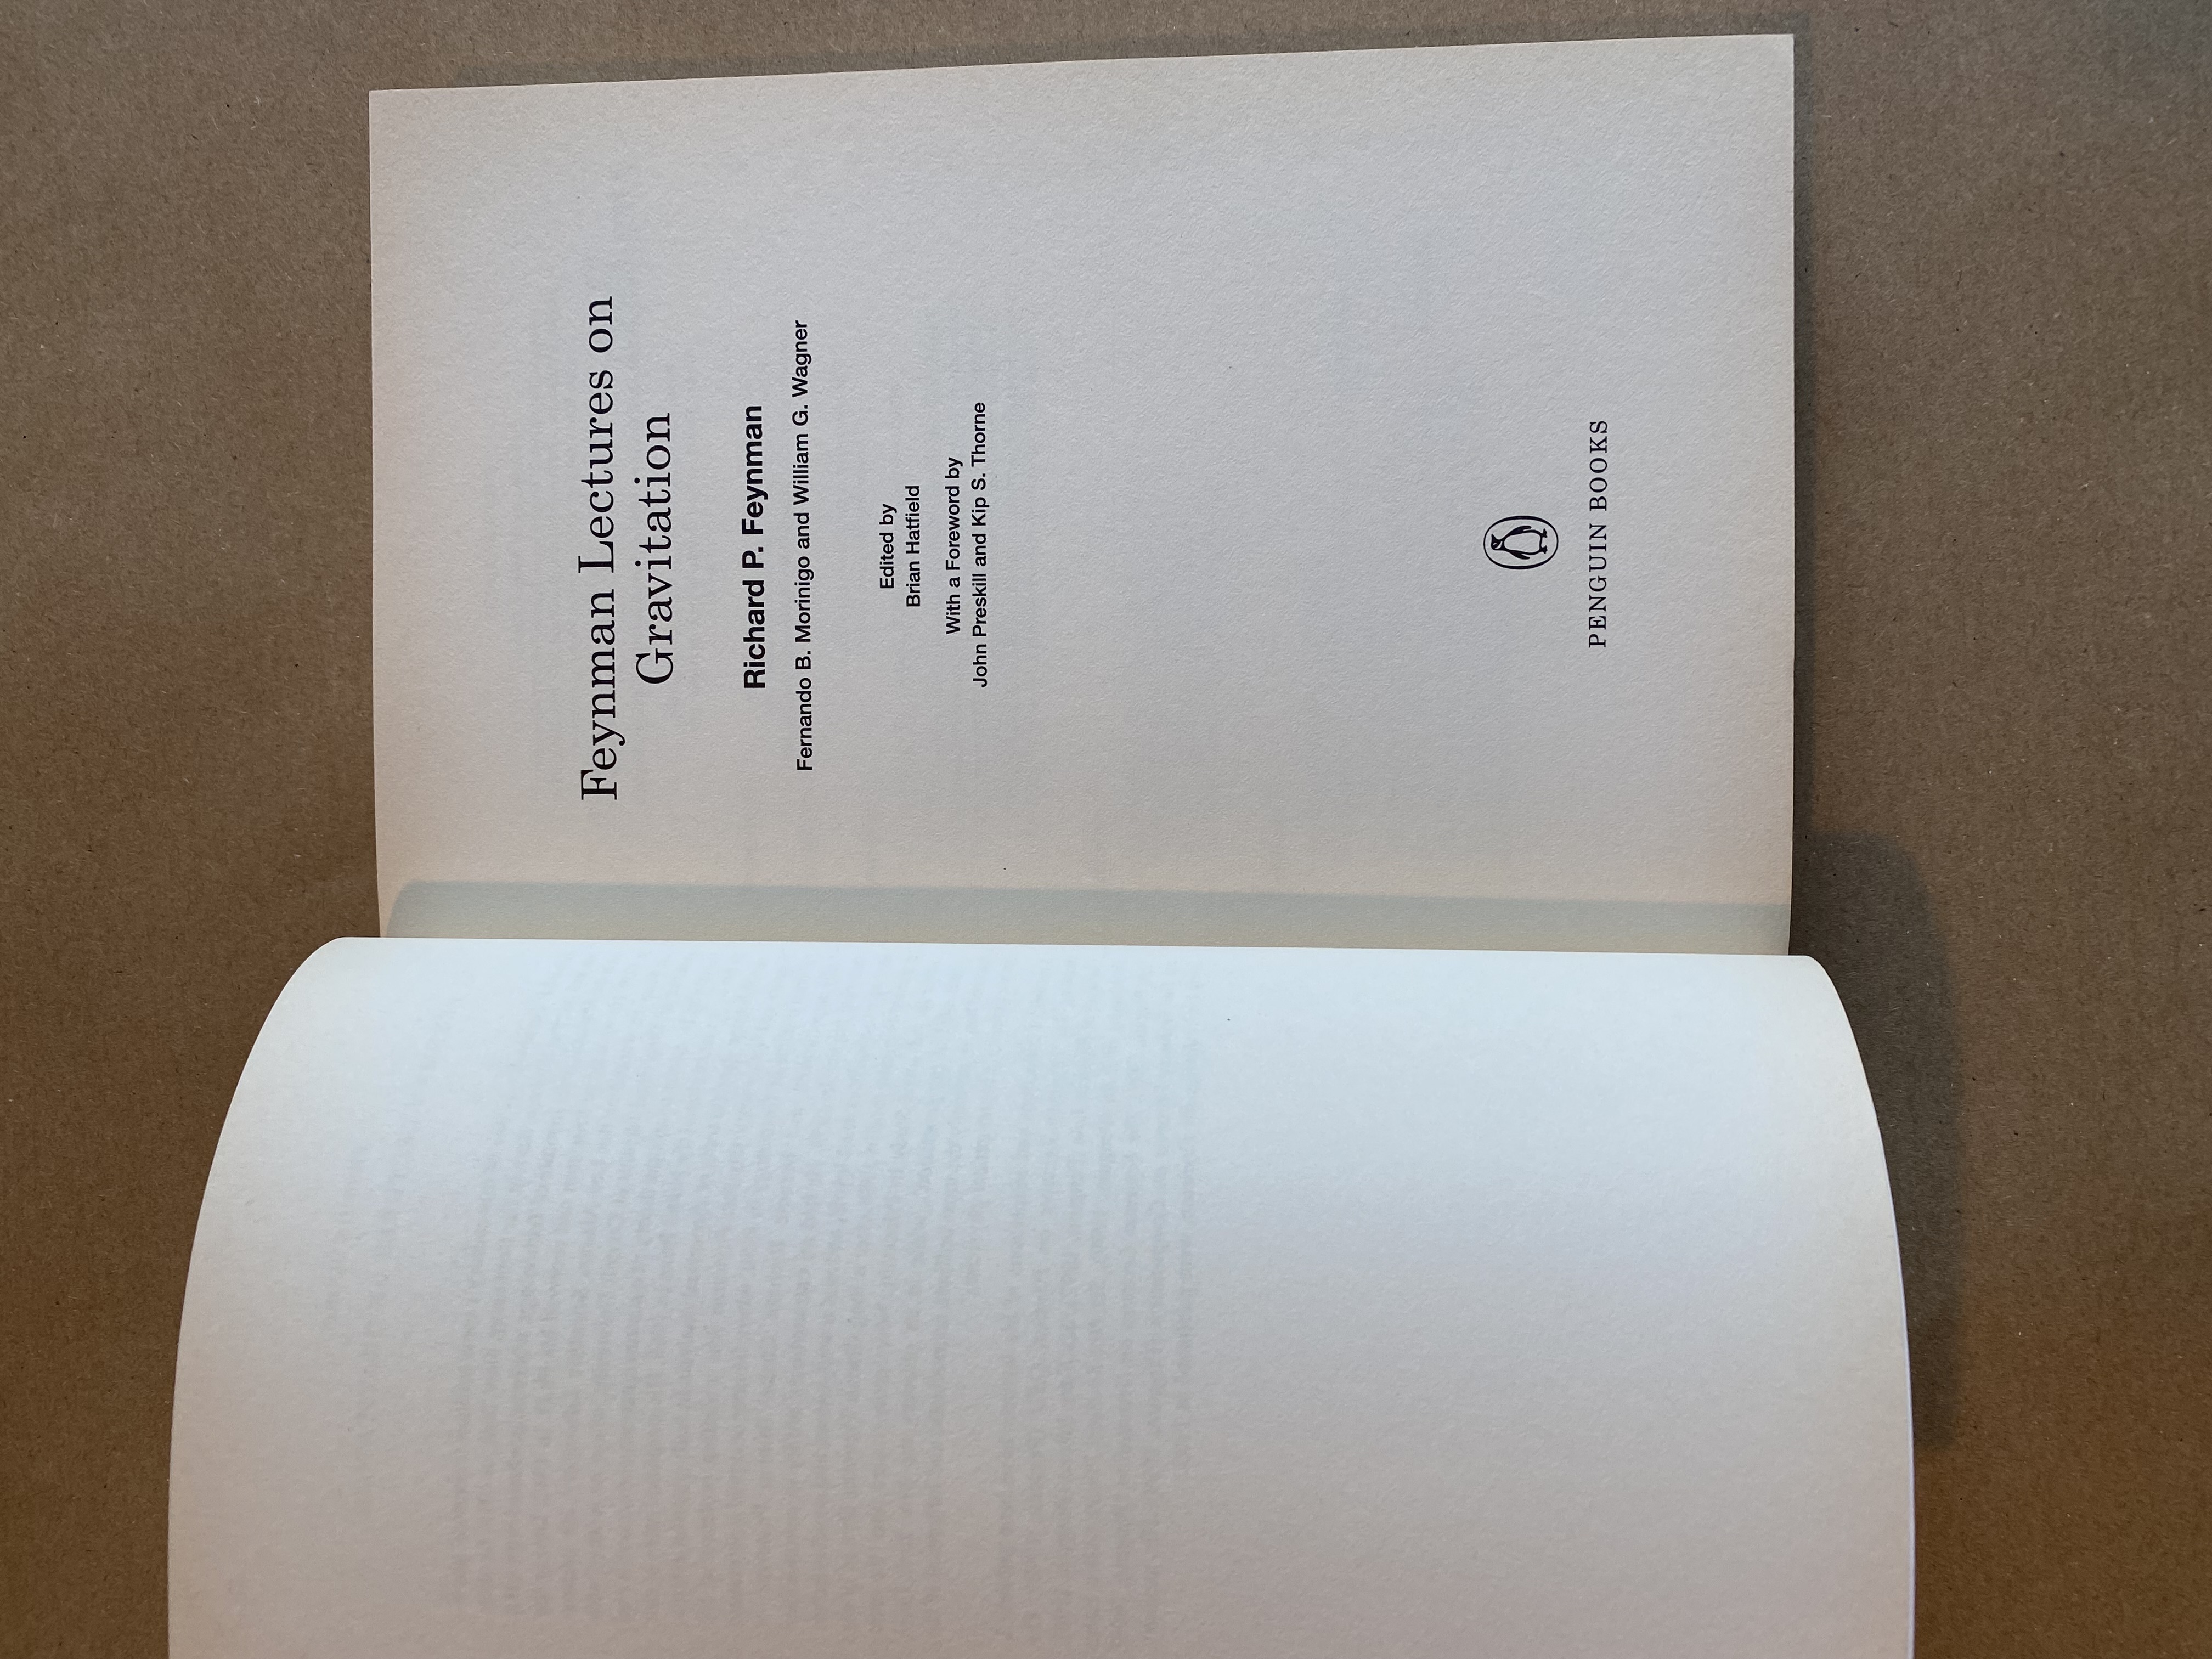 Feynman Lectures on
Gravitation
Richard P. Feynman
Fernando B. Morinigo and William G. Wagner
Edited by
Brian Hatfield
With a Foreword by
John Preskill and Kip S. Thorne
PENGUIN BOOKS